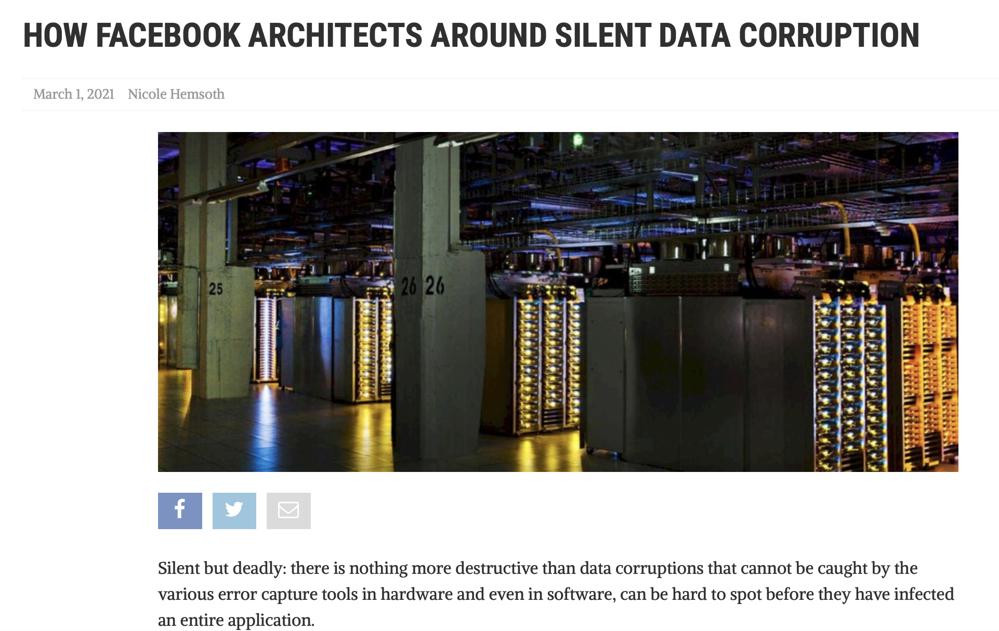 HOW FACEBOOK ARCHITECTS AROUND SILENT DATA CORRUPTION
March 1, 2021 Nicole Hemsoth
25
26 26
Silent but deadly: there is nothing more destructive than data corruptions that cannot be caught by the
various error capture tools in hardware and even in software, can be hard to spot before they have infected
an entire application.